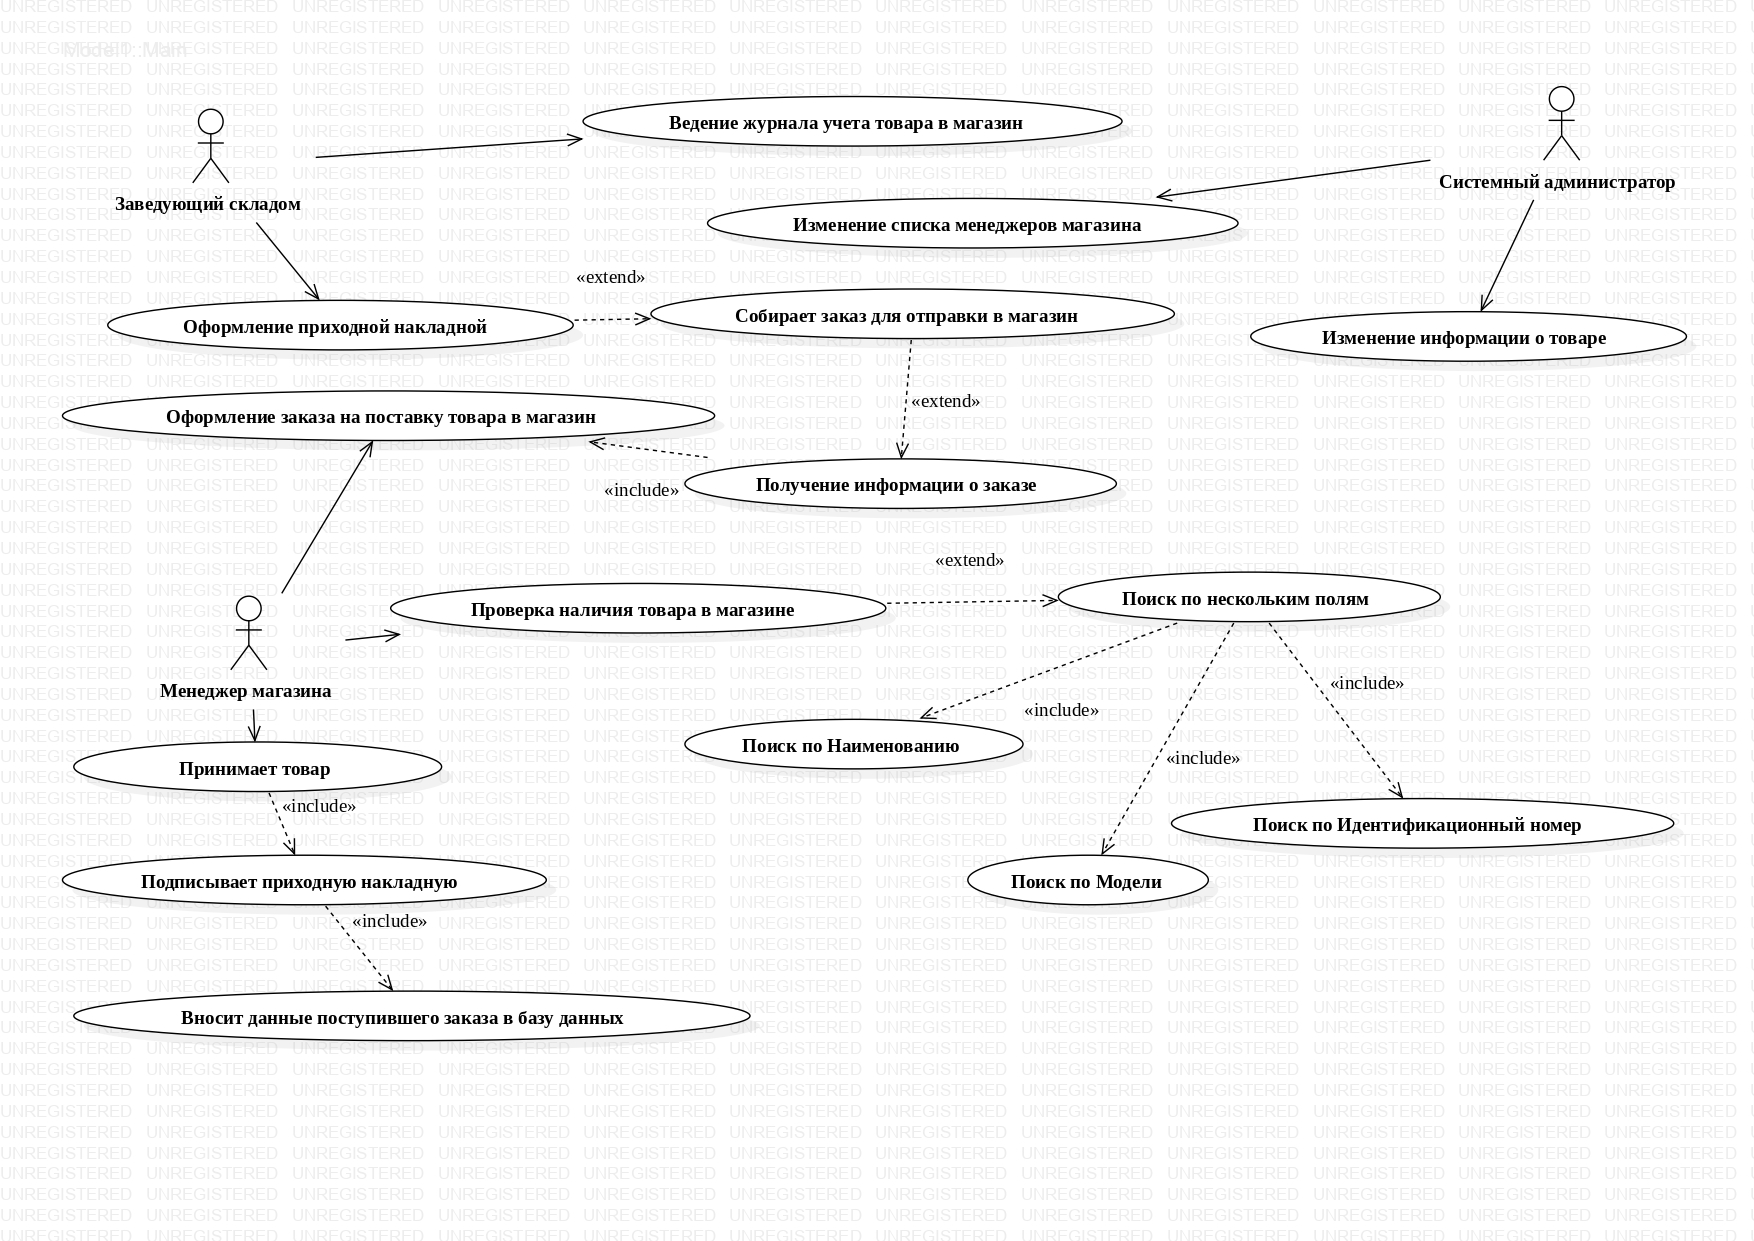 Model1::Main
Ведение журнала учета товара в магазин
Заведующий складом
Системный администратор
Изменение списка менеджеров магазина
«extend»
Оформление приходной накладной
Собирает заказ для отправки в магазин
Изменение информации о товаре
«extend»
Оформление заказа на поставку товара в магазин
Получение информации о заказе
«include»
«extend»
Проверка наличия товара в магазине
Поиск по нескольким полям
Менеджер магазина
«include»
«include»
Поиск по Наименованию
«include»
Принимает товар
«include»
Поиск по Идентификационный номер
Подписывает приходную накладную
Поиск по Модели
«include»
Вносит данные поступившего заказа в базу данных
UNREGISTERED